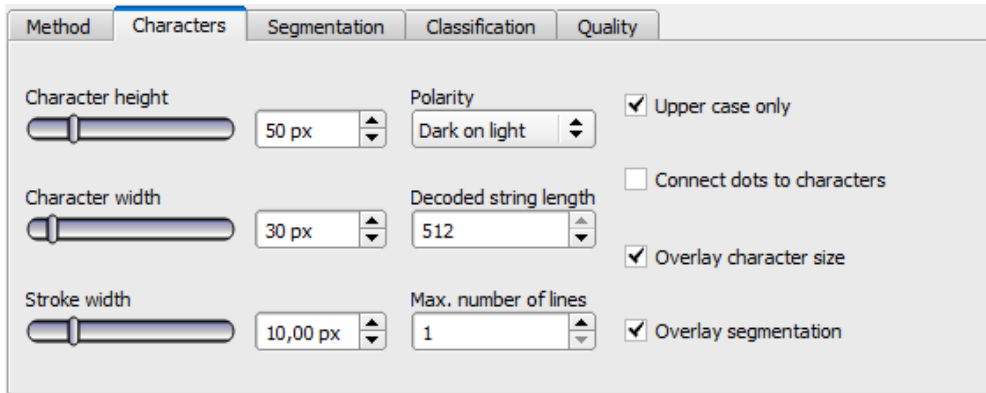 Method Characters Segmentation Classification Quality
Character height
50 px
Polarity
Dark on light
Upper case only
Connect dots to characters
Character width
30 px
Decoded string length
512
Overlay character size
Stroke width
10,00 px
Max. number of lines
1
Overlay segmentation